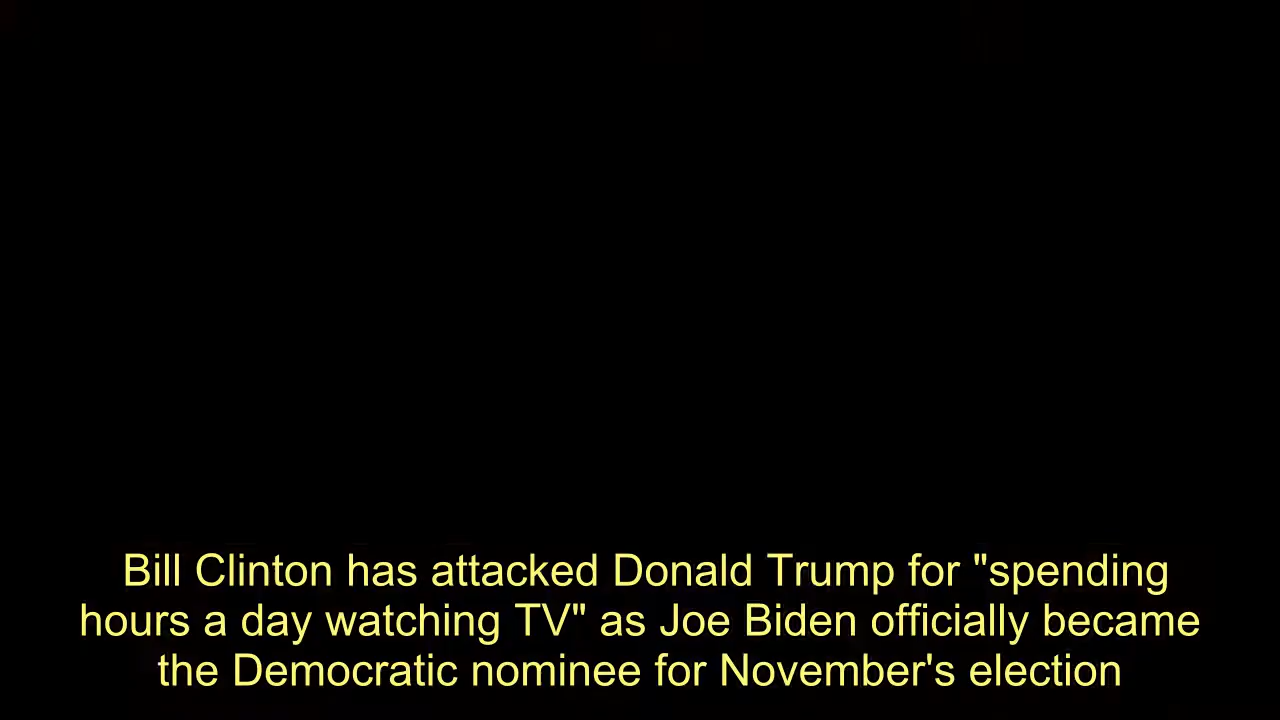 Bill Clinton has attacked Donald Trump for "spending
hours a day watching TV" as Joe Biden officially became
the Democratic nominee for November's election